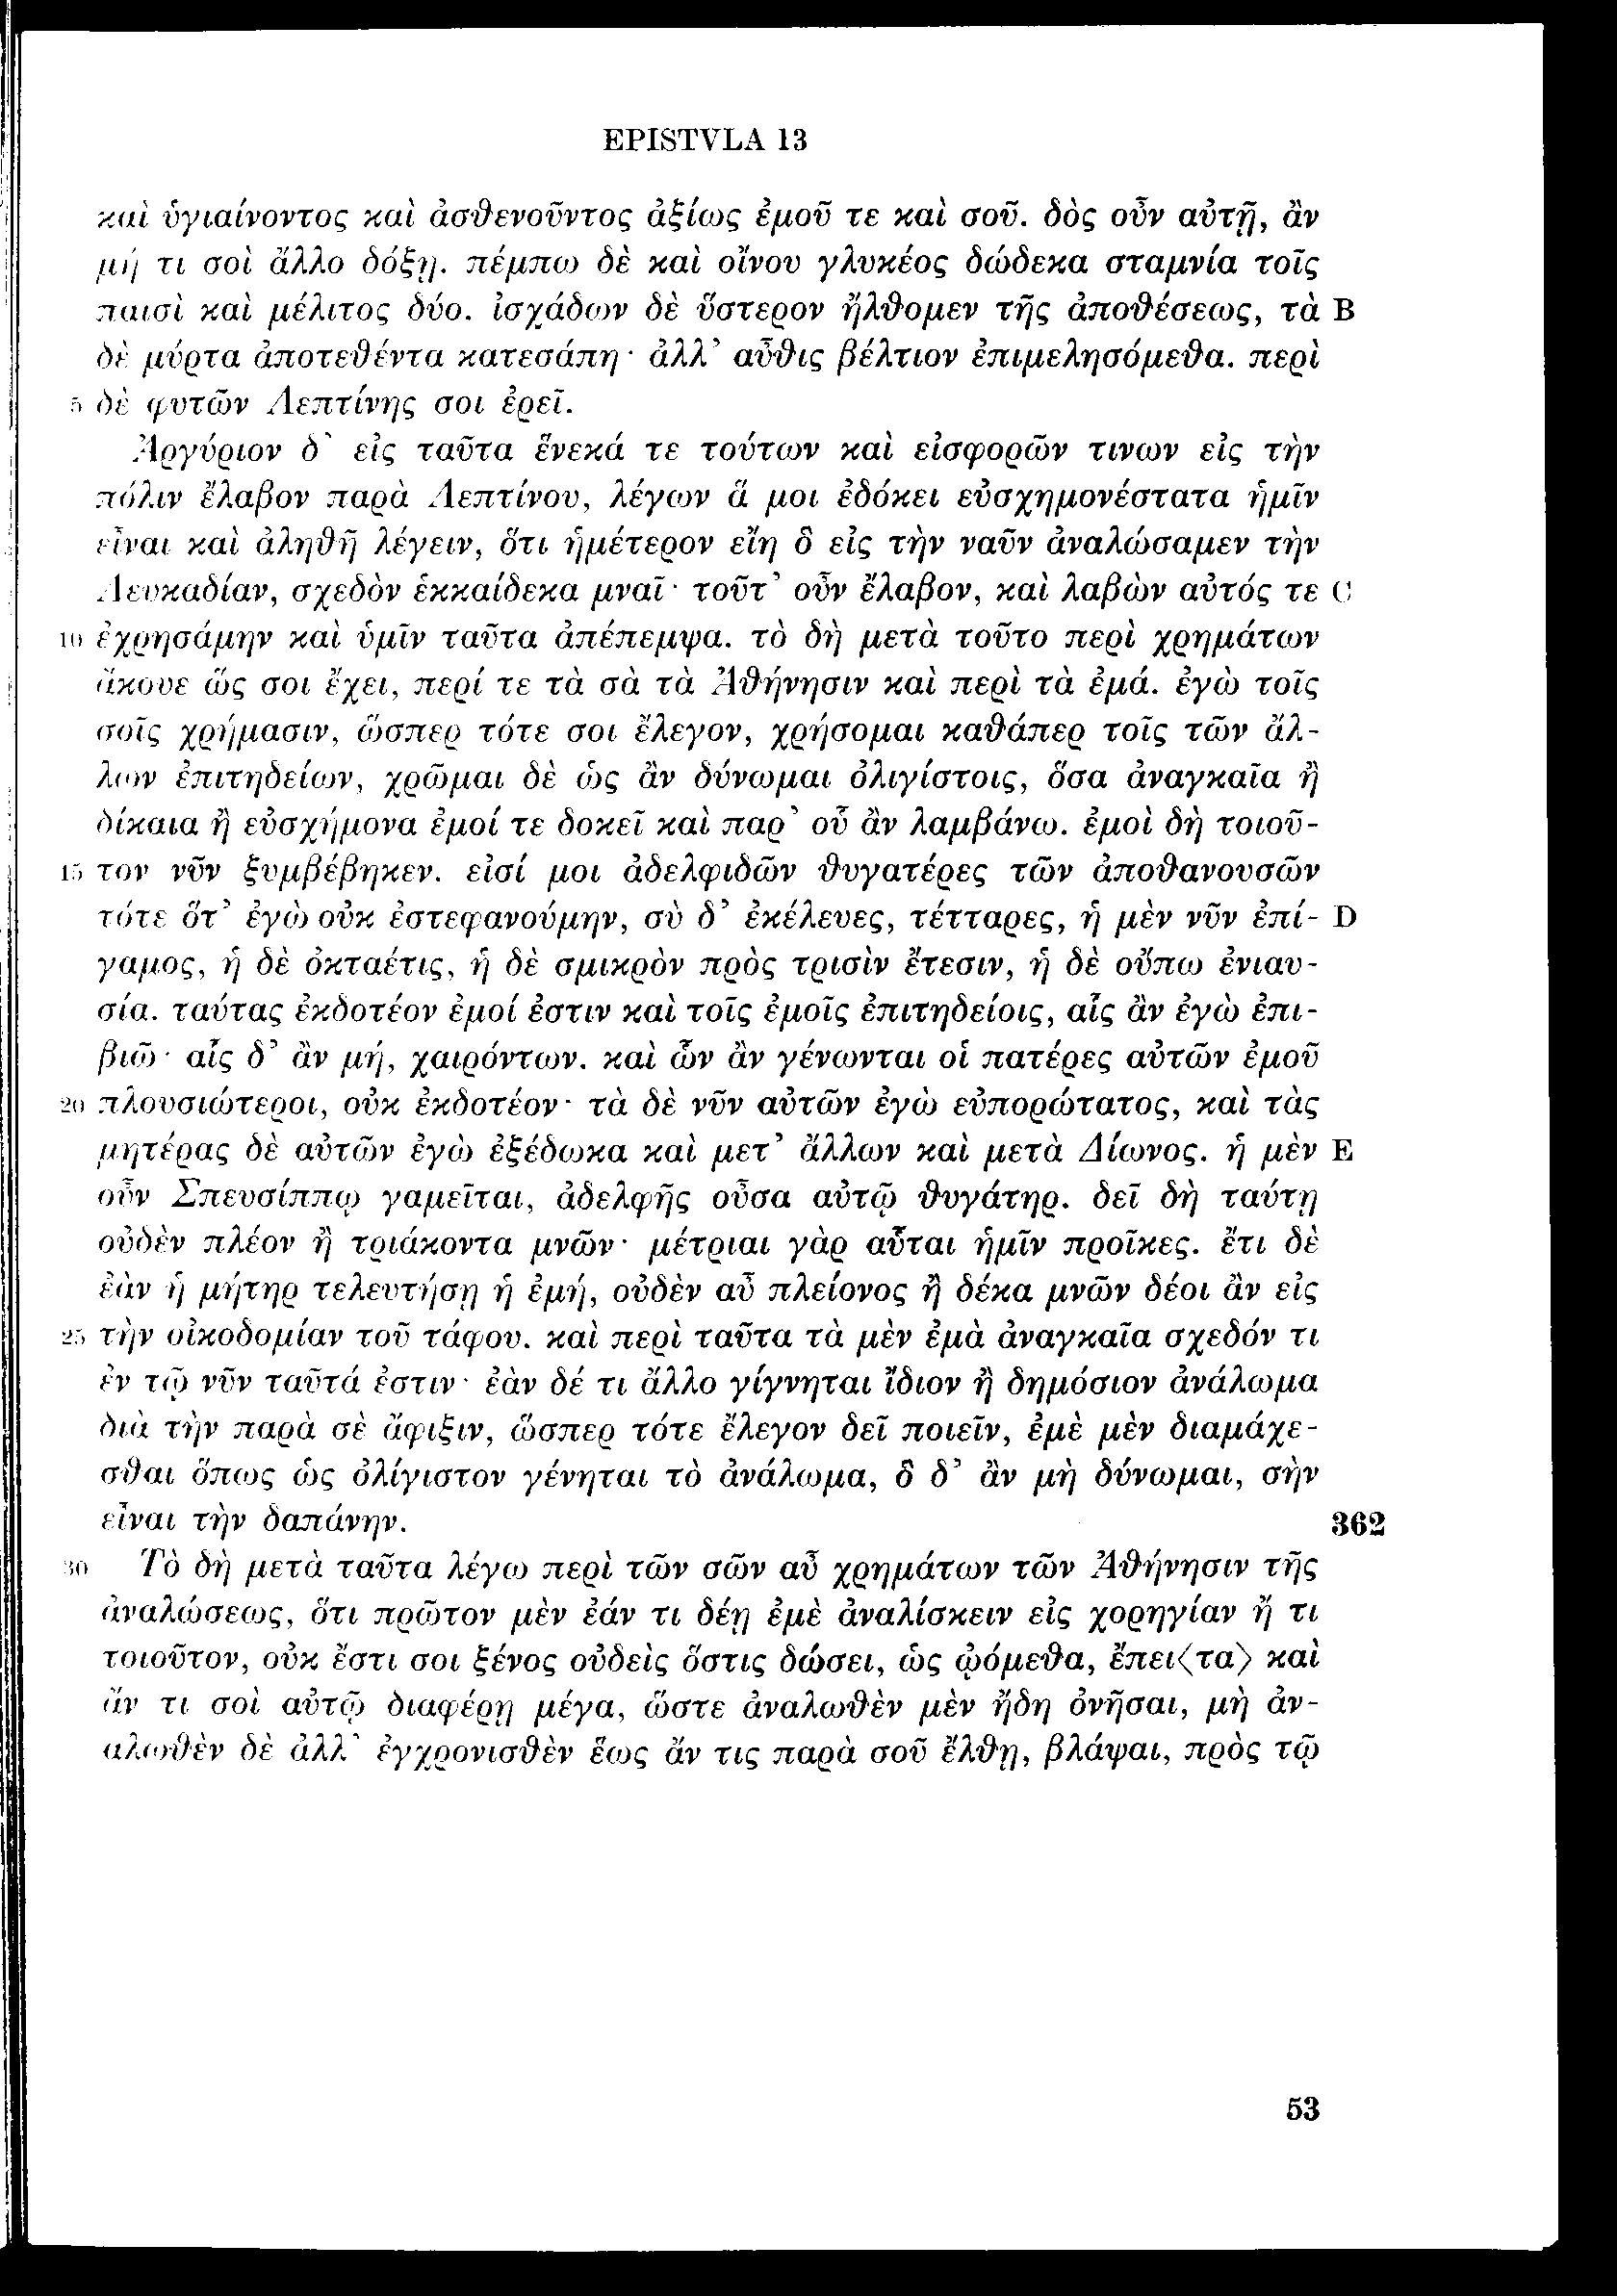 EPISTVLA 13
καὶ ὑγιαίνοντος καὶ ἀσθενοῦντος ἀξίως ἐμοῦ τε καὶ σοῦ. δὸς οὖν αὐτῇ, ἂν
μή τι σοὶ ἄλλο δόξῃ. πέμπω δὲ καὶ οἴνου γλυκέος δώδεκα σταμνία τοῖς
παισὶ καὶ μέλιτος δύο. ἰσχάδων δὲ ὕστερον ἤλθομεν τῆς ἀποθέσεως, τὰ B
δὲ μύρτα ἀποτεθέντα κατεσάπη· ἀλλ’ αὖθις βέλτιον ἐπιμελησόμεθα. περὶ
5 δὲ φυτῶν Λεπτίνης σοι ἐρεῖ.
Ἀργύριον δ’ εἰς ταῦτα ἕνεκά τε τούτων καὶ εἰσφορῶν τινων εἰς τὴν
πόλιν ἔλαβον παρὰ Λεπτίνου, λέγων ἅ μοι ἐδόκει εὐσχημονέστατα ἡμῖν
εἶναι καὶ ἀληθῆ λέγειν, ὅτι ἡμέτερον εἴη ὃ εἰς τὴν ναῦν ἀναλώσαμεν τὴν
Λευκαδίαν, σχεδὸν ἑκκαίδεκα μναῖ· τοῦτ’ οὖν ἔλαβον, καὶ λαβὼν αὐτός τε C
10 ἐχρησάμην καὶ ὑμῖν ταῦτα ἀπέπεμψα. τὸ δὴ μετὰ τοῦτο περὶ χρημάτων
ἄκουε ὥς σοι ἔχει, περί τε τὰ σὰ τὰ Ἀθήνησιν καὶ περὶ τὰ ἐμά. ἐγὼ τοῖς
σοῖς χρήμασιν, ὥσπερ τότε σοι ἔλεγον, χρήσομαι καθάπερ τοῖς τῶν ἄλ-
λων ἐπιτηδείων, χρῶμαι δὲ ὡς ἂν δύνωμαι ὀλιγίστοις, ὅσα ἀναγκαῖα ἢ
δίκαια ἢ εὐσχήμονα ἐμοί τε δοκεῖ καὶ παρ’ οὗ ἂν λαμβάνω. ἐμοὶ δὴ τοιοῦ-
15 τον νῦν ξυμβέβηκεν. εἰσί μοι ἀδελφιδῶν θυγατέρες τῶν ἀποθανουσῶν
τότε ὅτ’ ἐγὼ οὐκ ἐστεφανούμην, σὺ δ’ ἐκέλευες, τέτταρες, ἡ μὲν νῦν ἐπί- D
γαμος, ἡ δὲ ὀκταέτις, ἡ δὲ σμικρὸν πρὸς τρισὶν ἔτεσιν, ἡ δὲ οὔπω ἐνιαυ-
σία. ταύτας ἐκδοτέον ἐμοί ἐστιν καὶ τοῖς ἐμοῖς ἐπιτηδείοις, αἷς ἂν ἐγὼ ἐπι-
βιῶ· αἷς δ’ ἂν μή, χαιρόντων. καὶ ὧν ἂν γένωνται οἱ πατέρες αὐτῶν ἐμοῦ
20 πλουσιώτεροι, οὐκ ἐκδοτέον· τὰ δὲ νῦν αὐτῶν ἐγὼ εὐπορώτατος, καὶ τὰς
μητέρας δὲ αὐτῶν ἐγὼ ἐξέδωκα καὶ μετ’ ἄλλων καὶ μετὰ Δίωνος. ἡ μὲν E
οὖν Σπευσίππῳ γαμεῖται, ἀδελφῆς οὖσα αὐτῷ θυγάτηρ. δεῖ δὴ ταύτῃ
οὐδὲν πλέον ἢ τριάκοντα μνῶν· μέτριαι γὰρ αὗται ἡμῖν προῖκες. ἔτι δὲ
ἐὰν ἡ μήτηρ τελευτήσῃ ἡ ἐμή, οὐδὲν αὖ πλείονος ἢ δέκα μνῶν δέοι ἂν εἰς
25 τὴν οἰκοδομίαν τοῦ τάφου. καὶ περὶ ταῦτα τὰ μὲν ἐμὰ ἀναγκαῖα σχεδόν τι
ἐν τῷ νῦν ταῦτά ἐστιν· ἐὰν δέ τι ἄλλο γίγνηται ἴδιον ἢ δημόσιον ἀνάλωμα
διὰ τὴν παρὰ σὲ ἄφιξιν, ὥσπερ τότε ἔλεγον δεῖ ποιεῖν, ἐμὲ μὲν διαμάχε-
σθαι ὅπως ὡς ὀλίγιστον γένηται τὸ ἀνάλωμα, ὃ δ’ ἂν μὴ δύνωμαι, σὴν
εἶναι τὴν δαπάνην. 362
30 Τὸ δὴ μετὰ ταῦτα λέγω περὶ τῶν σῶν αὖ χρημάτων τῶν Ἀθήνησιν τῆς
ἀναλώσεως, ὅτι πρῶτον μὲν ἐάν τι δέῃ ἐμὲ ἀναλίσκειν εἰς χορηγίαν ἤ τι
τοιοῦτον, οὐκ ἔστι σοι ξένος οὐδεὶς ὅστις δώσει, ὡς ᾠόμεθα, ἔπει⟨τα⟩ καὶ
ἄν τι σοὶ αὐτῷ διαφέρῃ μέγα, ὥστε ἀναλωθὲν μὲν ἤδη ὀνῆσαι, μὴ ἀν-
αλωθὲν δὲ ἀλλ’ ἐγχρονισθὲν ἕως ἄν τις παρὰ σοῦ ἔλθῃ, βλάψαι, πρὸς τῷ
53